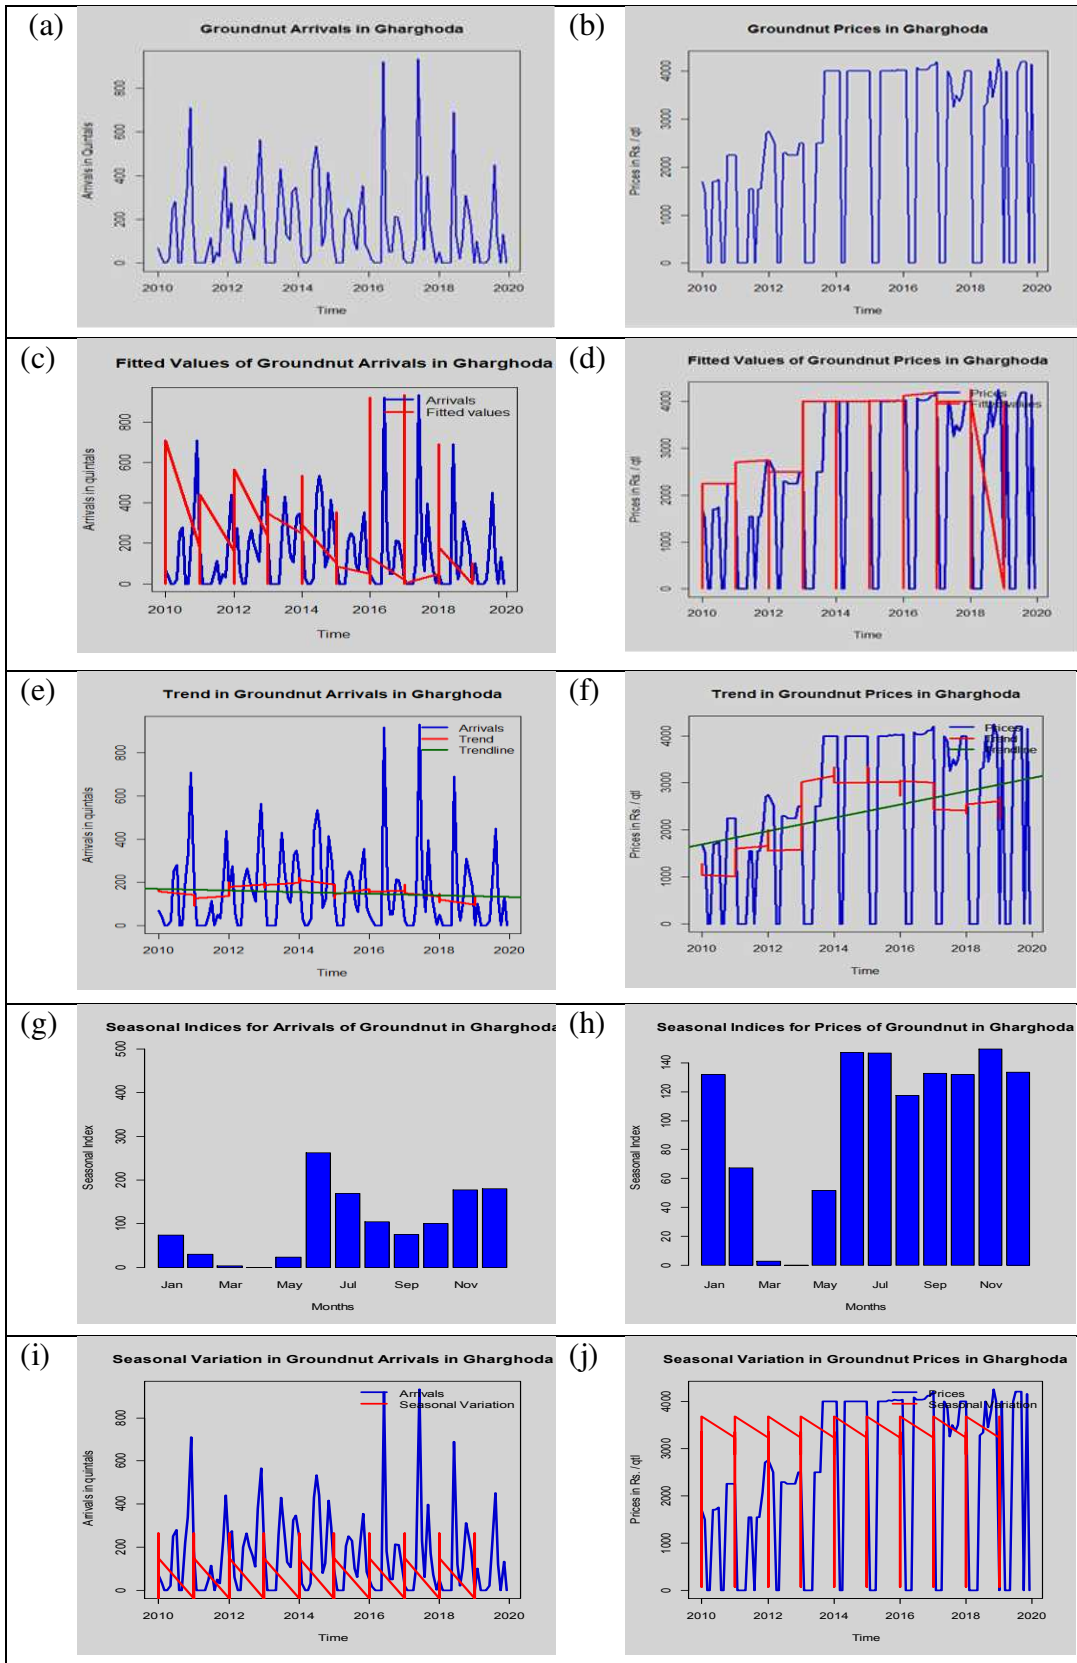 (a)
Groundnut Arrivals in Gharghoda
Arrivals in Quintals
0 200 400 600 800
2010 2012 2014 2016 2018 2020
Time
(b)
Groundnut Prices in Gharghoda
Prices in Rs. / qtl
0 1000 2000 3000 4000
2010 2012 2014 2016 2018 2020
Time
(c)
Fitted Values of Groundnut Arrivals in Gharghoda
Arrivals
Fitted values
Arrivals in quintals
0 200 400 600 800
2010 2012 2014 2016 2018 2020
Time
(d)
Fitted Values of Groundnut Prices in Gharghoda
Prices
Fitted values
Prices in Rs. / qtl
0 1000 2000 3000 4000
2010 2012 2014 2016 2018 2020
Time
(e)
Trend in Groundnut Arrivals in Gharghoda
Arrivals
Trend
Trendline
Arrivals in quintals
0 200 400 600 800
2010 2012 2014 2016 2018 2020
Time
(f)
Trend in Groundnut Prices in Gharghoda
Prices
Trend
Trendline
Prices in Rs. / qtl
0 1000 2000 3000 4000
2010 2012 2014 2016 2018 2020
Time
(g)
Seasonal Indices for Arrivals of Groundnut in Gharghoda
Seasonal Index
0 100 200 300 400 500
Jan Mar May Jul Sep Nov
Months
(h)
Seasonal Indices for Prices of Groundnut in Gharghoda
Seasonal Index
0 20 40 60 80 100 120 140
Jan Mar May Jul Sep Nov
Months
(i)
Seasonal Variation in Groundnut Arrivals in Gharghoda
Arrivals
Seasonal Variation
Arrivals in quintals
0 200 400 600 800
2010 2012 2014 2016 2018 2020
Time
(j)
Seasonal Variation in Groundnut Prices in Gharghoda
Prices
Seasonal Variation
Prices in Rs. / qtl
0 1000 2000 3000 4000
2010 2012 2014 2016 2018 2020
Time